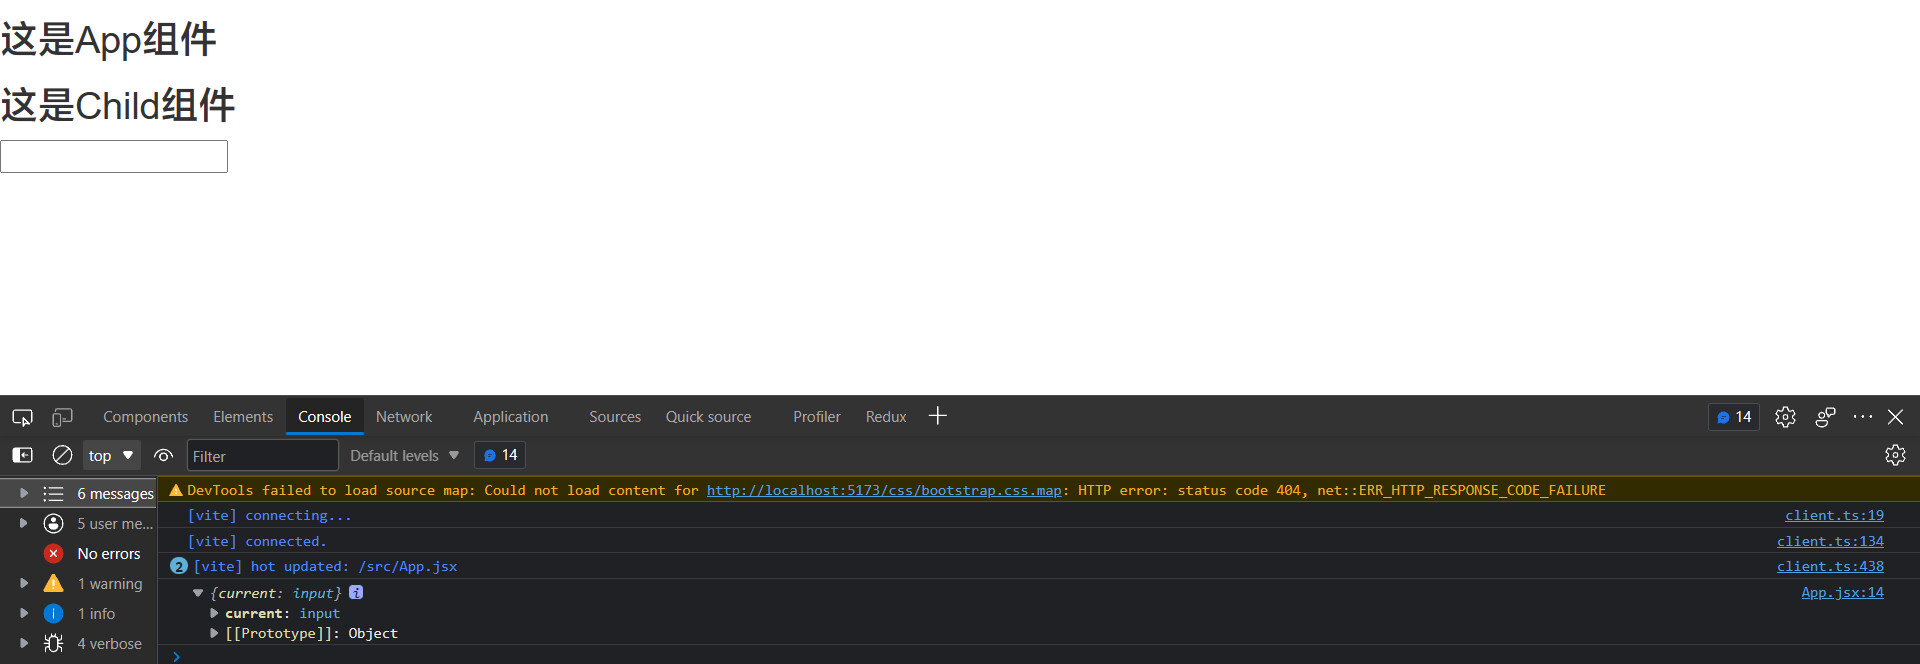 这是App组件
这是Child组件
Components Elements Console Network Application Sources Quick source Profiler Redux 14
top Filter Default levels 14
6 messages
5 user me...
No errors
1 warning
1 info
4 verbose
DevTools failed to load source map: Could not load content for http://localhost:5173/css/bootstrap.css.map: HTTP error: status code 404, net::ERR_HTTP_RESPONSE_CODE_FAILURE
[vite] connecting... client.ts:19
[vite] connected. client.ts:134
2 [vite] hot updated: /src/App.jsx client.ts:438
{current: input} i App.jsx:14
current: input
[[Prototype]]: Object